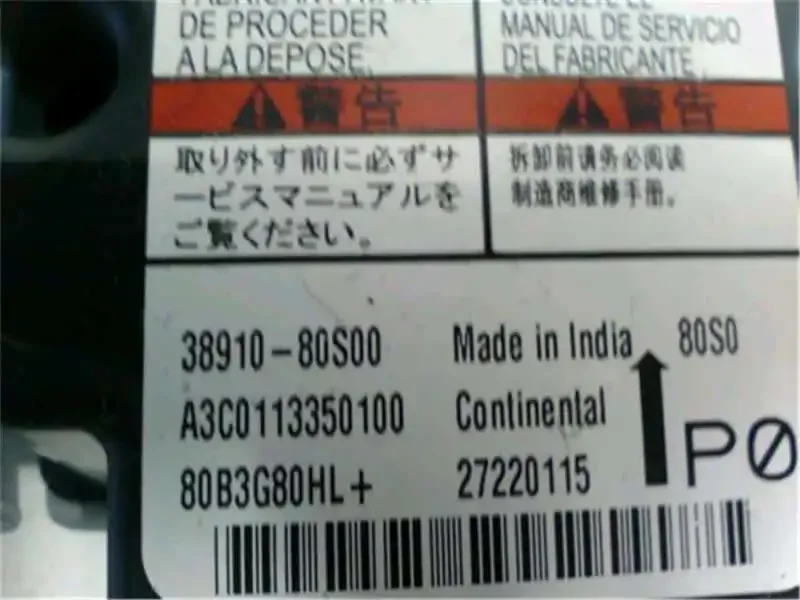 DE PROCEDER
A LA DEPOSE.
CONSULTE EL
MANUAL DE SERVICIO
DEL FABRICANTE.
警告
警告
取り外す前に必ずサ
ービスマニュアルを
ご覧ください。
拆卸前请务必阅读
制造商维修手册。
38910-80S00 Made in India 80S0
A3C0113350100 Continental
80B3G80HL+ 27220115
PØ